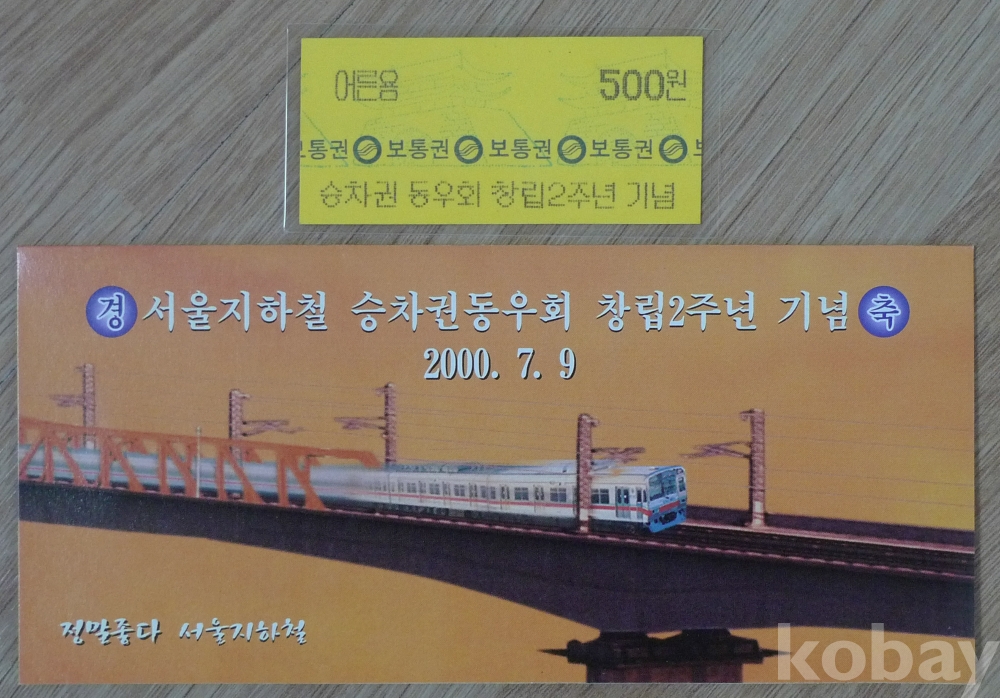 어른용 500원
보통권 보통권 보통권 보통권
승차권 동우회 창립2주년 기념
경 서울지하철 승차권동우회 창립2주년 기념 축
2000. 7. 9
정말좋다 서울지하철
kobay